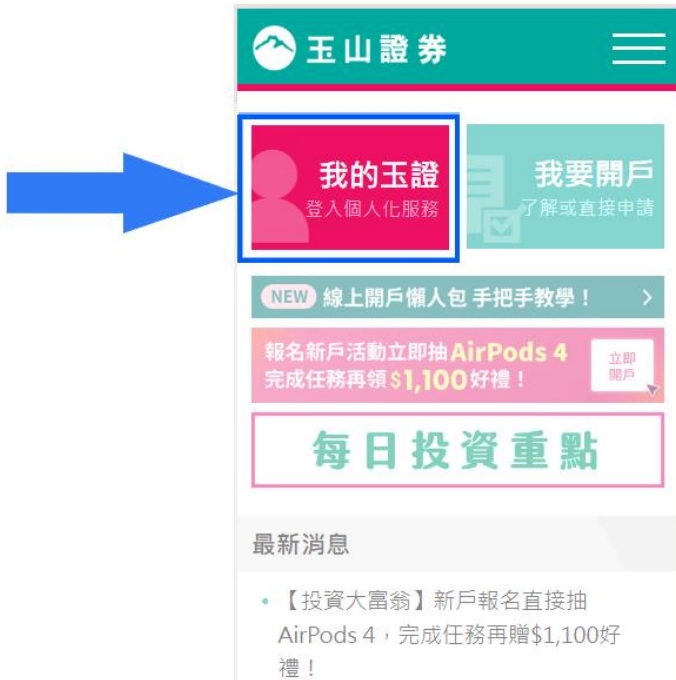 玉山證券
我的玉證
登入個人化服務
我要開戶
了解或直接申請
NEW 線上開戶懶人包 手把手教學！
報名新戶活動立即抽AirPods 4
完成任務再領$1,100好禮！
立即
開戶
每日投資重點
最新消息
【投資大富翁】新戶報名直接抽
AirPods 4，完成任務再贈$1,100好
禮！